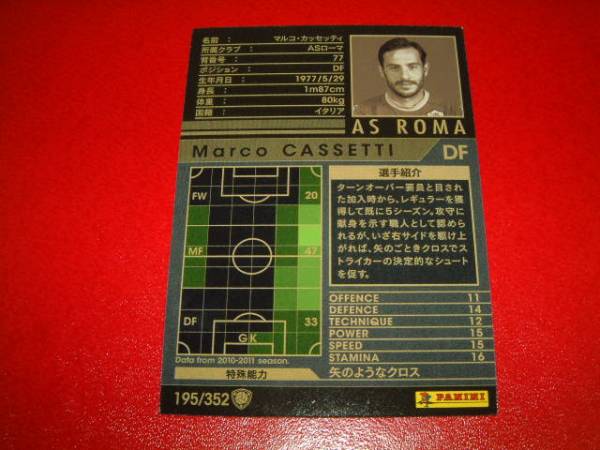 名前 : マルコ・カッセッティ
所属クラブ : ASローマ
背番号 : 77
ポジション : DF
生年月日 : 1977/5/29
身長 : 1m87cm
体重 : 80kg
国籍 : イタリア
AS ROMA
Marco CASSETTI DF
FW 20
MF 47
DF 33
GK
Data from 2010-2011 season.
選手紹介
ターンオーバー要員と目され
た加入時から、レギュラーを獲
得して既に5シーズン。攻守に
献身を示す職人として認めら
れるが、いざ右サイドを駆け上
がれば、矢のごときクロスでス
トライカーの決定的なシュート
を促す。
OFFENCE 11
DEFENCE 14
TECHNIQUE 12
POWER 15
SPEED 15
STAMINA 16
特殊能力 矢のようなクロス
195/352
PANINI